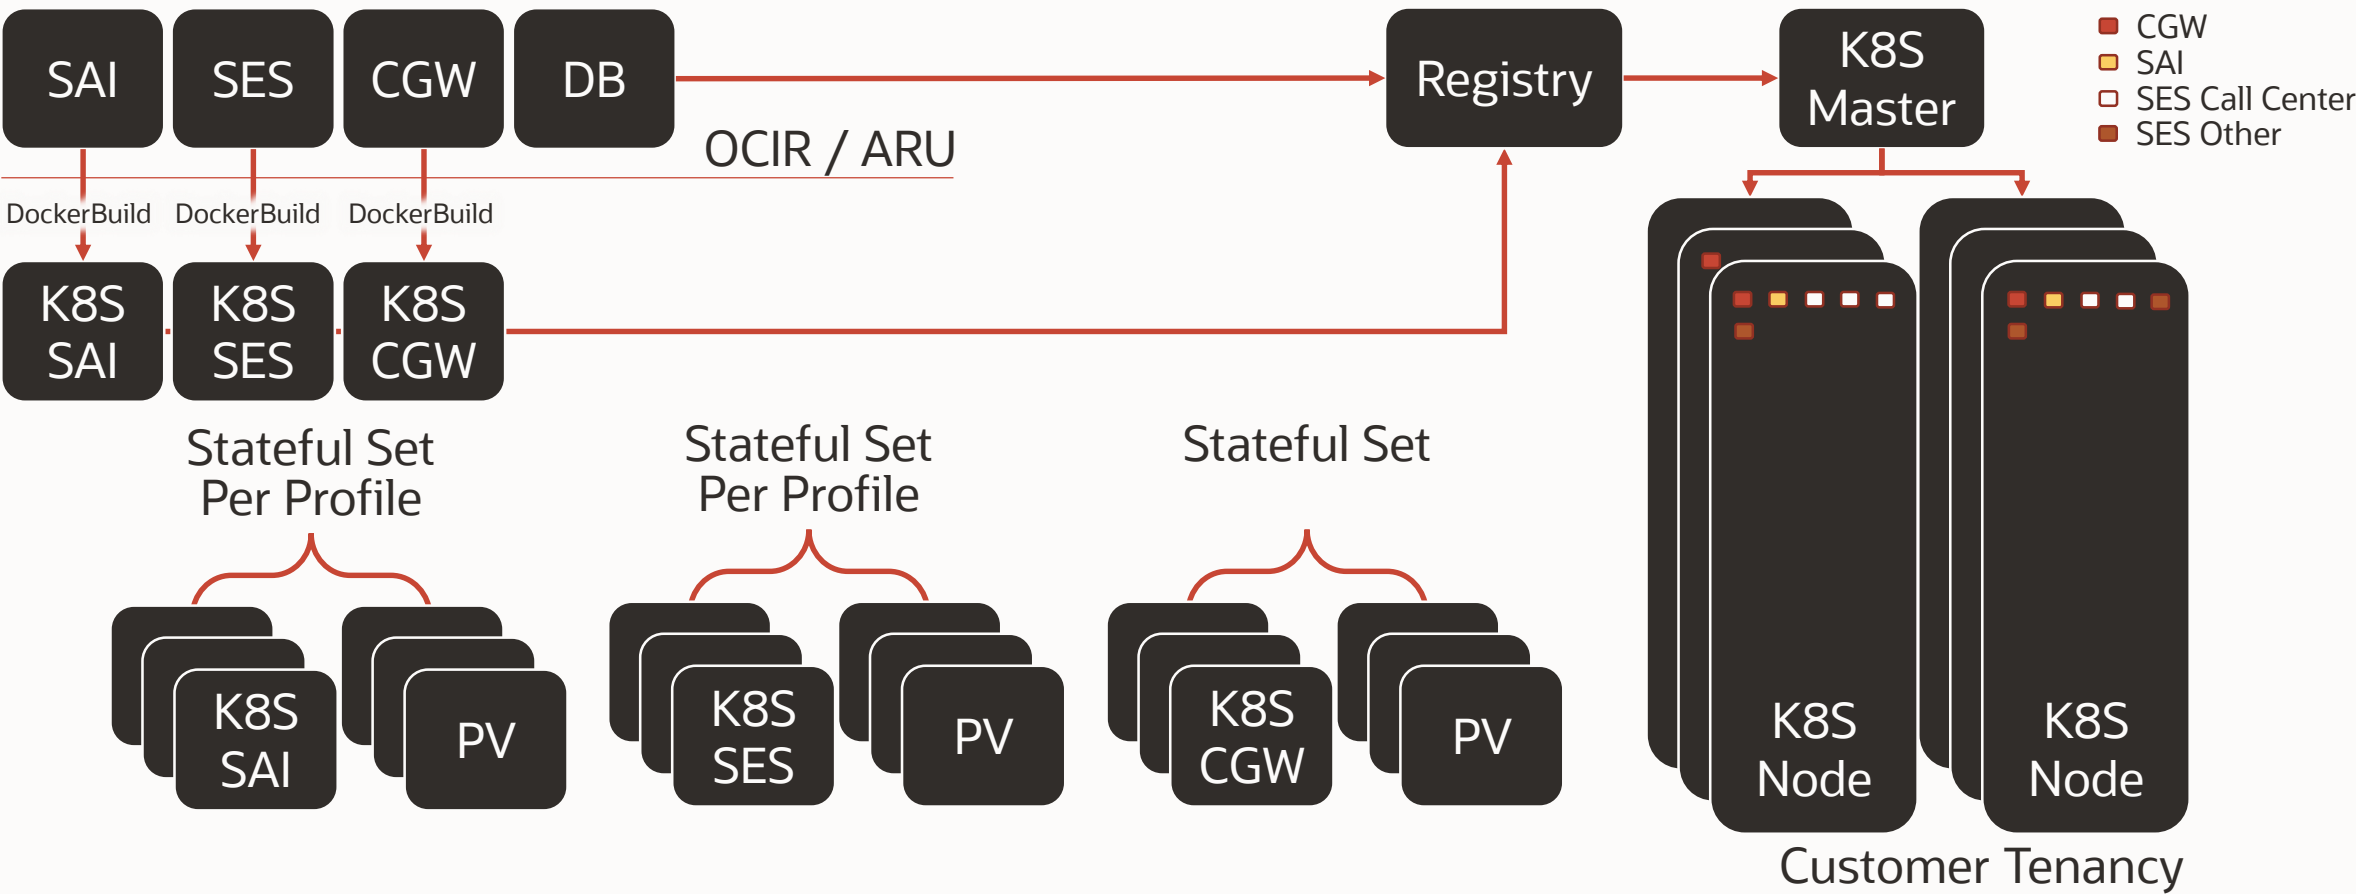 SAI
SES
CGW
DB
Registry
K8S
Master
CGW
SAI
SES Call Center
SES Other
OCIR / ARU
DockerBuild
DockerBuild
DockerBuild
K8S
SAI
K8S
SES
K8S
CGW
Stateful Set
Per Profile
Stateful Set
Per Profile
Stateful Set
K8S
SAI
PV
K8S
SES
PV
K8S
CGW
PV
K8S
Node
K8S
Node
Customer Tenancy